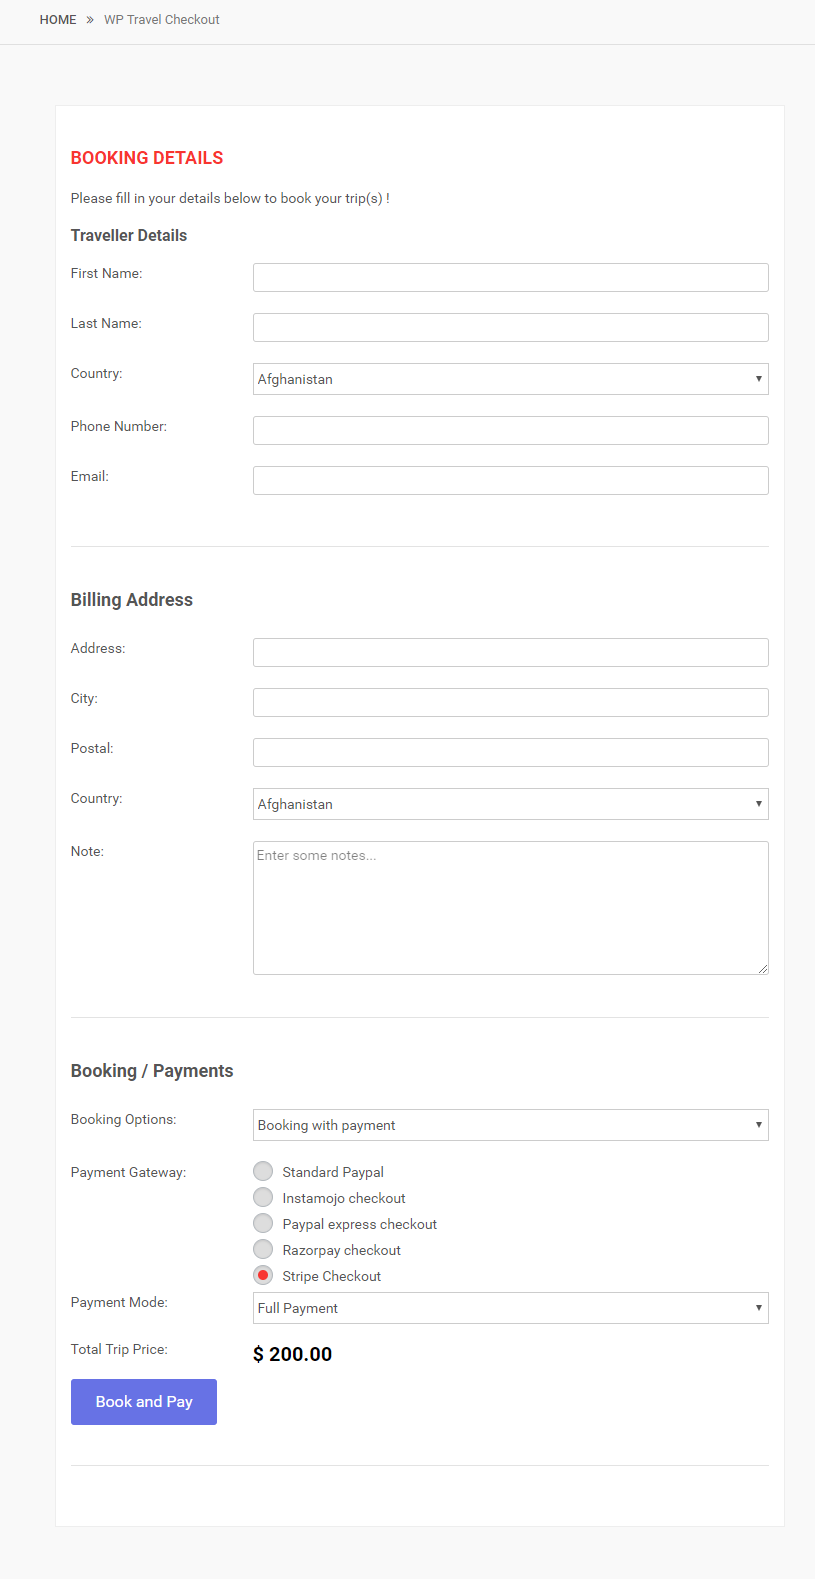 HOME » WP Travel Checkout
BOOKING DETAILS
Please fill in your details below to book your trip(s) !
Traveller Details
First Name:
Last Name:
Country: Afghanistan
Phone Number:
Email:
Billing Address
Address:
City:
Postal:
Country: Afghanistan
Note: Enter some notes...
Booking / Payments
Booking Options: Booking with payment
Payment Gateway: Standard Paypal
Instamojo checkout
Paypal express checkout
Razorpay checkout
Stripe Checkout
Payment Mode: Full Payment
Total Trip Price: $ 200.00
Book and Pay